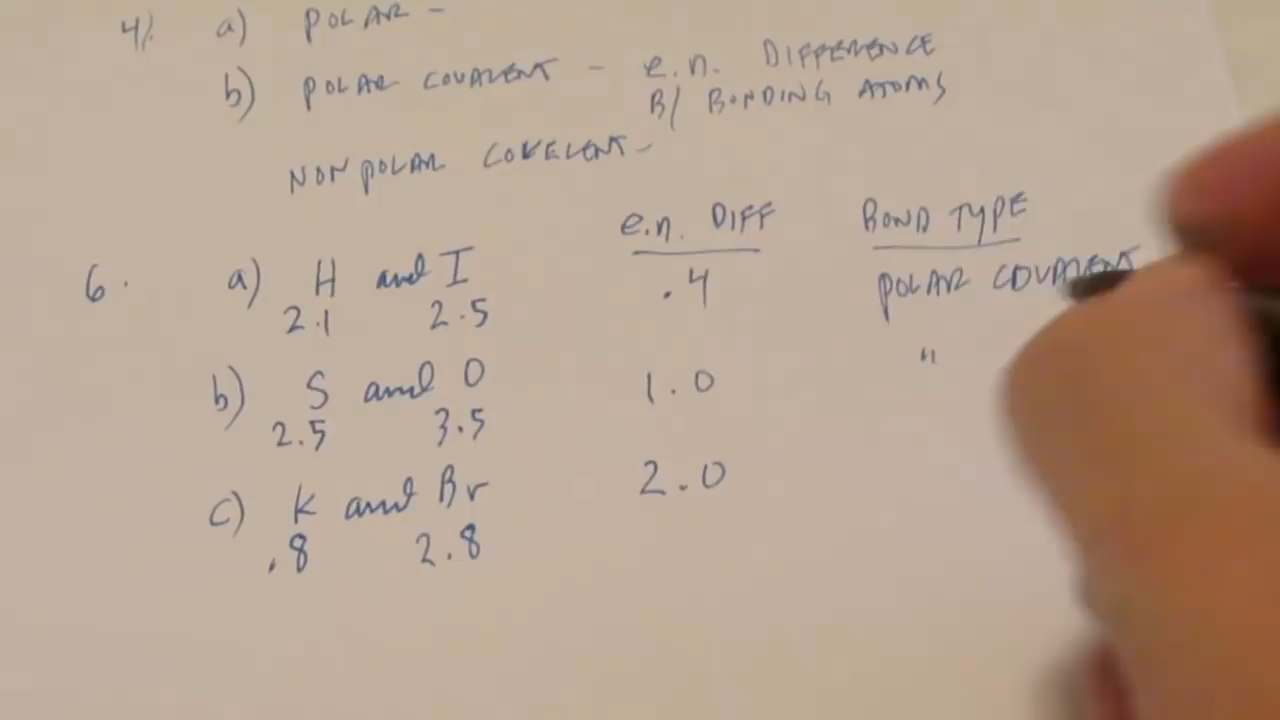 4). a) POLAR -
b) POLAR COVALENT - e.n. DIFFERENCE
B/ BONDING ATOMS
NONPOLAR COVELENT -
e.n. DIFF BOND TYPE
6. a) H and I .4 POLAR COVALENT
2.1 2.5
b) S and O 1.0 "
2.5 3.5
c) K and Br 2.0
.8 2.8